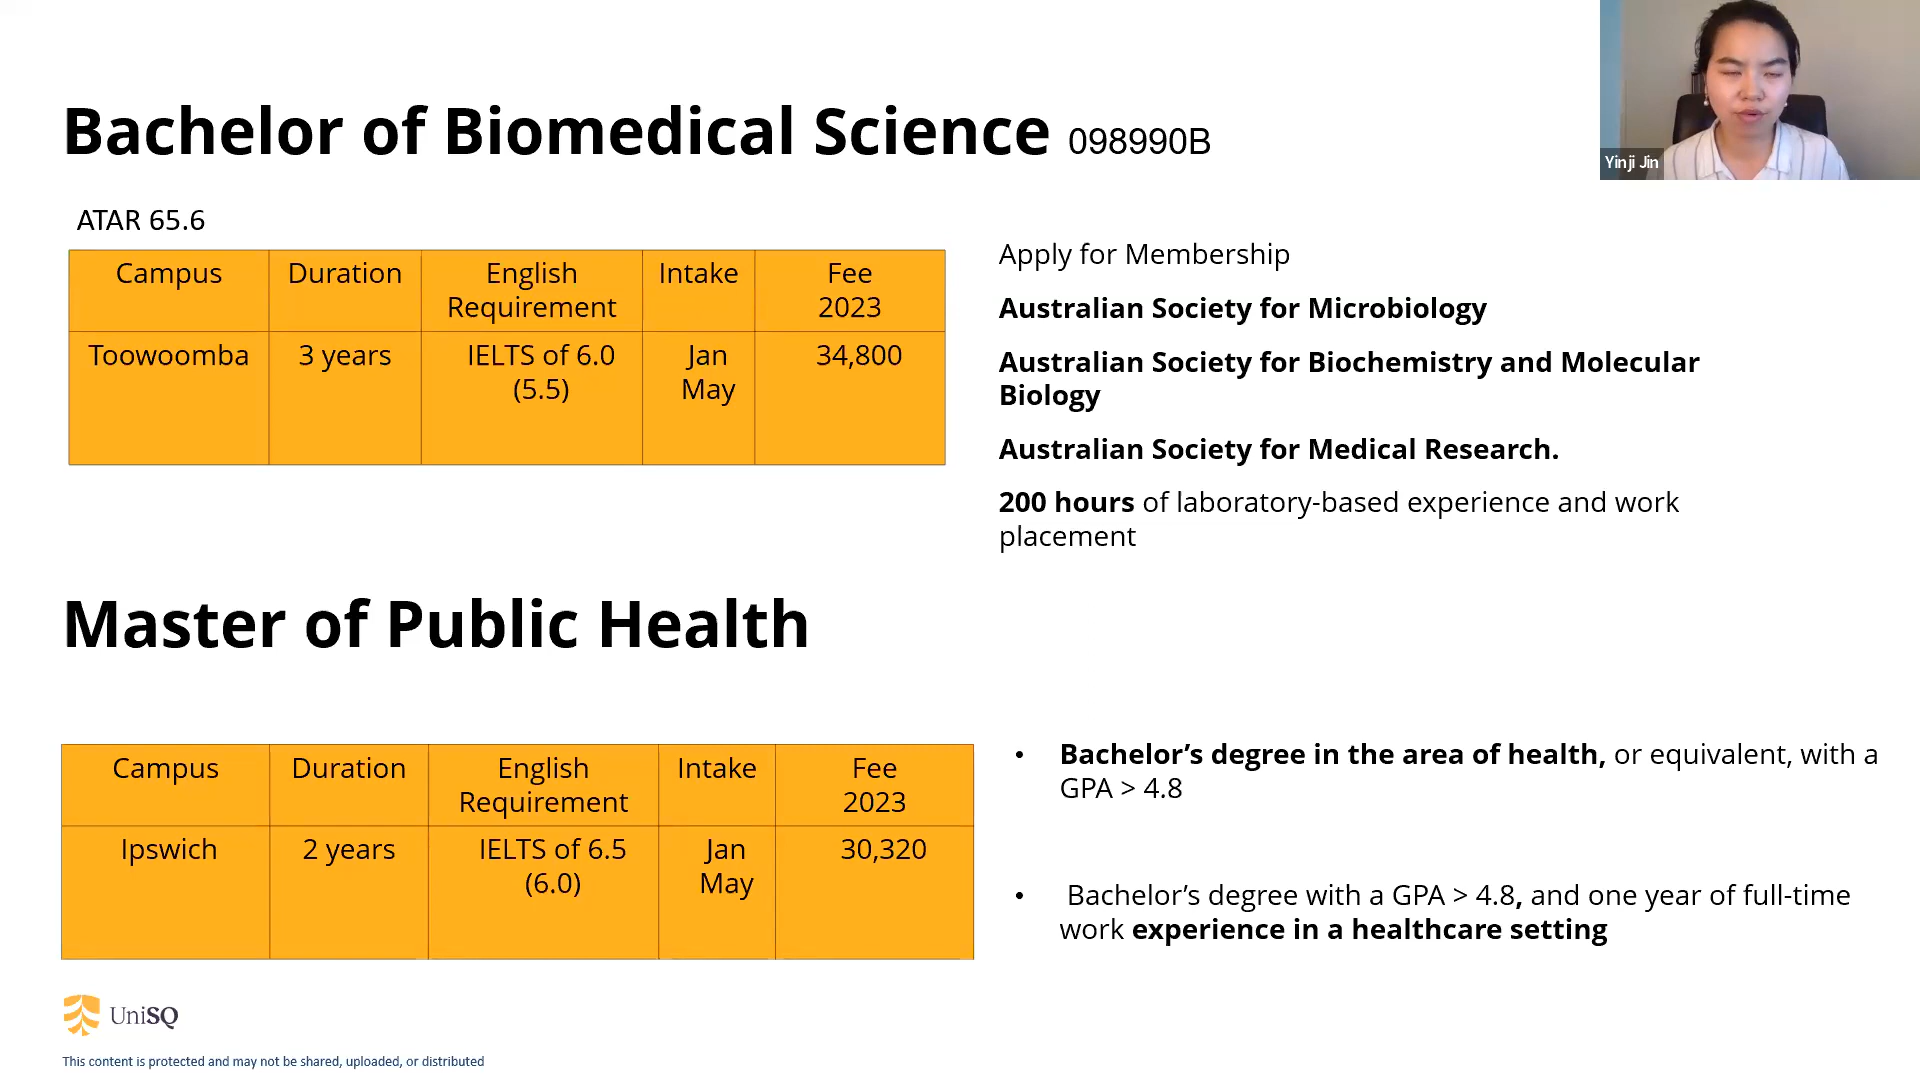 Bachelor of Biomedical Science 098990B
Yinji Jin
ATAR 65.6
Campus Duration English Requirement Intake Fee 2023
Toowoomba 3 years IELTS of 6.0 (5.5) Jan May 34,800
Apply for Membership
Australian Society for Microbiology
Australian Society for Biochemistry and Molecular
Biology
Australian Society for Medical Research.
200 hours of laboratory-based experience and work
placement
Master of Public Health
Campus Duration English Requirement Intake Fee 2023
Ipswich 2 years IELTS of 6.5 (6.0) Jan May 30,320
• Bachelor’s degree in the area of health, or equivalent, with a
GPA > 4.8
• Bachelor’s degree with a GPA > 4.8, and one year of full-time
work experience in a healthcare setting
UniSQ
This content is protected and may not be shared, uploaded, or distributed